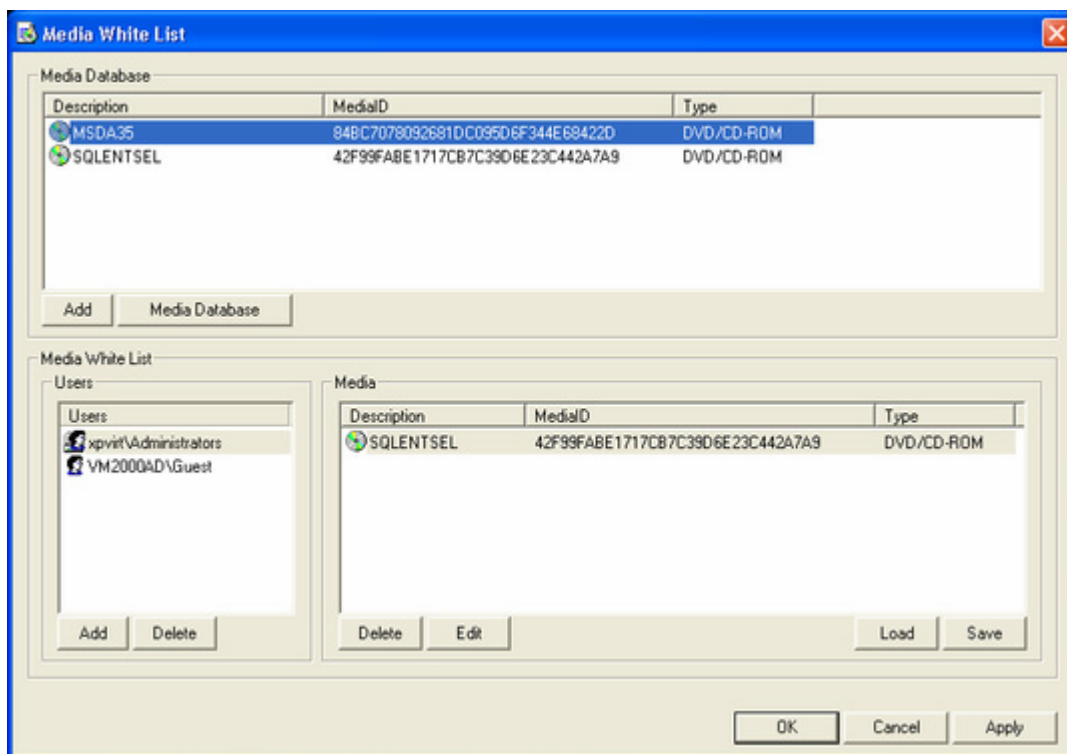 Media White List
Media Database
Description MediaID Type
MSDA35 84BC7078092681DC095D6F344E68422D DVD/CD-ROM
SQLENTSEL 42F99FABE1717CB7C39D6E23C442A7A9 DVD/CD-ROM
Add Media Database
Media White List
Users
Users
xpvirt\Administrators
VM2000AD\Guest
Add Delete
Media
Description MediaID Type
SQLENTSEL 42F99FABE1717CB7C39D6E23C442A7A9 DVD/CD-ROM
Delete Edit Load Save
OK Cancel Apply